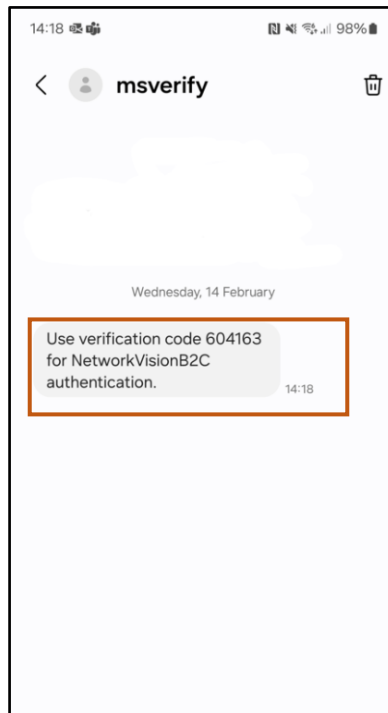 14:18
98%
msverify
Wednesday, 14 February
Use verification code 604163
for NetworkVisionB2C
authentication.
14:18